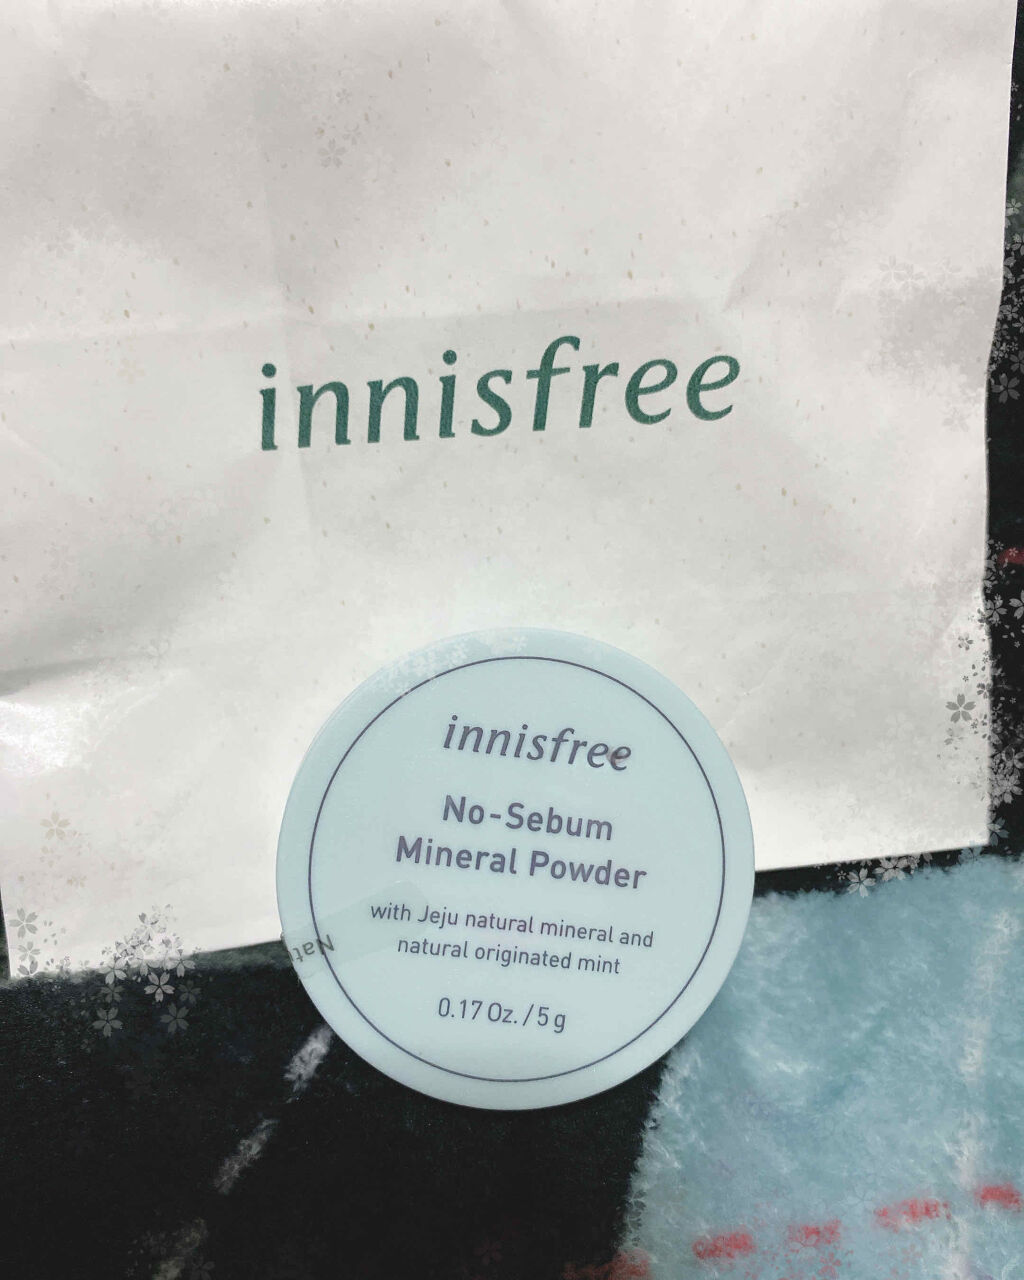 innisfree
innisfree
No-Sebum
Mineral Powder
with Jeju natural mineral and
natural originated mint
0.17 Oz. / 5 g